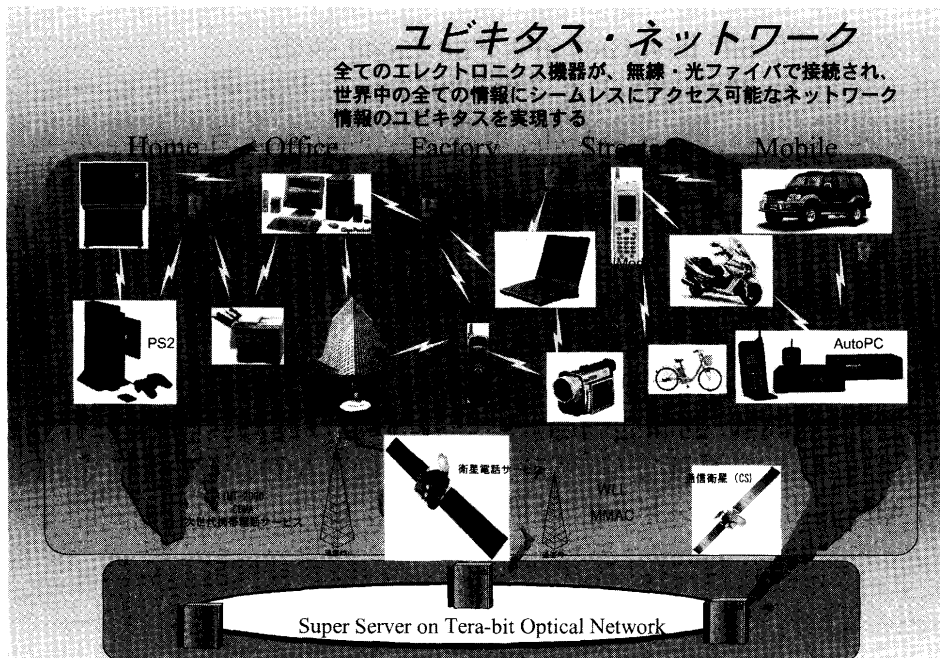 ユビキタス・ネットワーク
全てのエレクトロニクス機器が、無線・光ファイバで接続され、
世界中の全ての情報にシームレスにアクセス可能なネットワーク
情報のユビキタスを実現する
Home Office Factory Street Mobile
PS2
AutoPC
衛星電話サービス
通信衛星 (CS)
IMT-2000
次世代携帯電話サービス
WLL
MMAC
Super Server on Tera-bit Optical Network